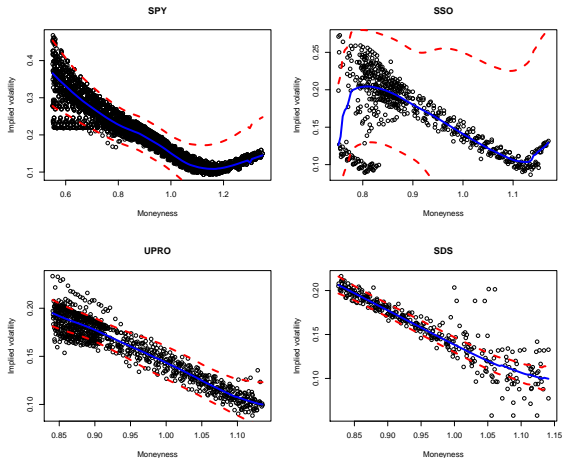 SPY
Implied volatility
0.1 0.2 0.3 0.4
0.6 0.8 1.0 1.2
Moneyness
SSO
Implied volatility
0.10 0.15 0.20 0.25
0.8 0.9 1.0 1.1
Moneyness
UPRO
Implied volatility
0.10 0.15 0.20
0.85 0.90 0.95 1.00 1.05 1.10
Moneyness
SDS
Implied volatility
0.10 0.15 0.20
0.85 0.90 0.95 1.00 1.05 1.10 1.15
Moneyness